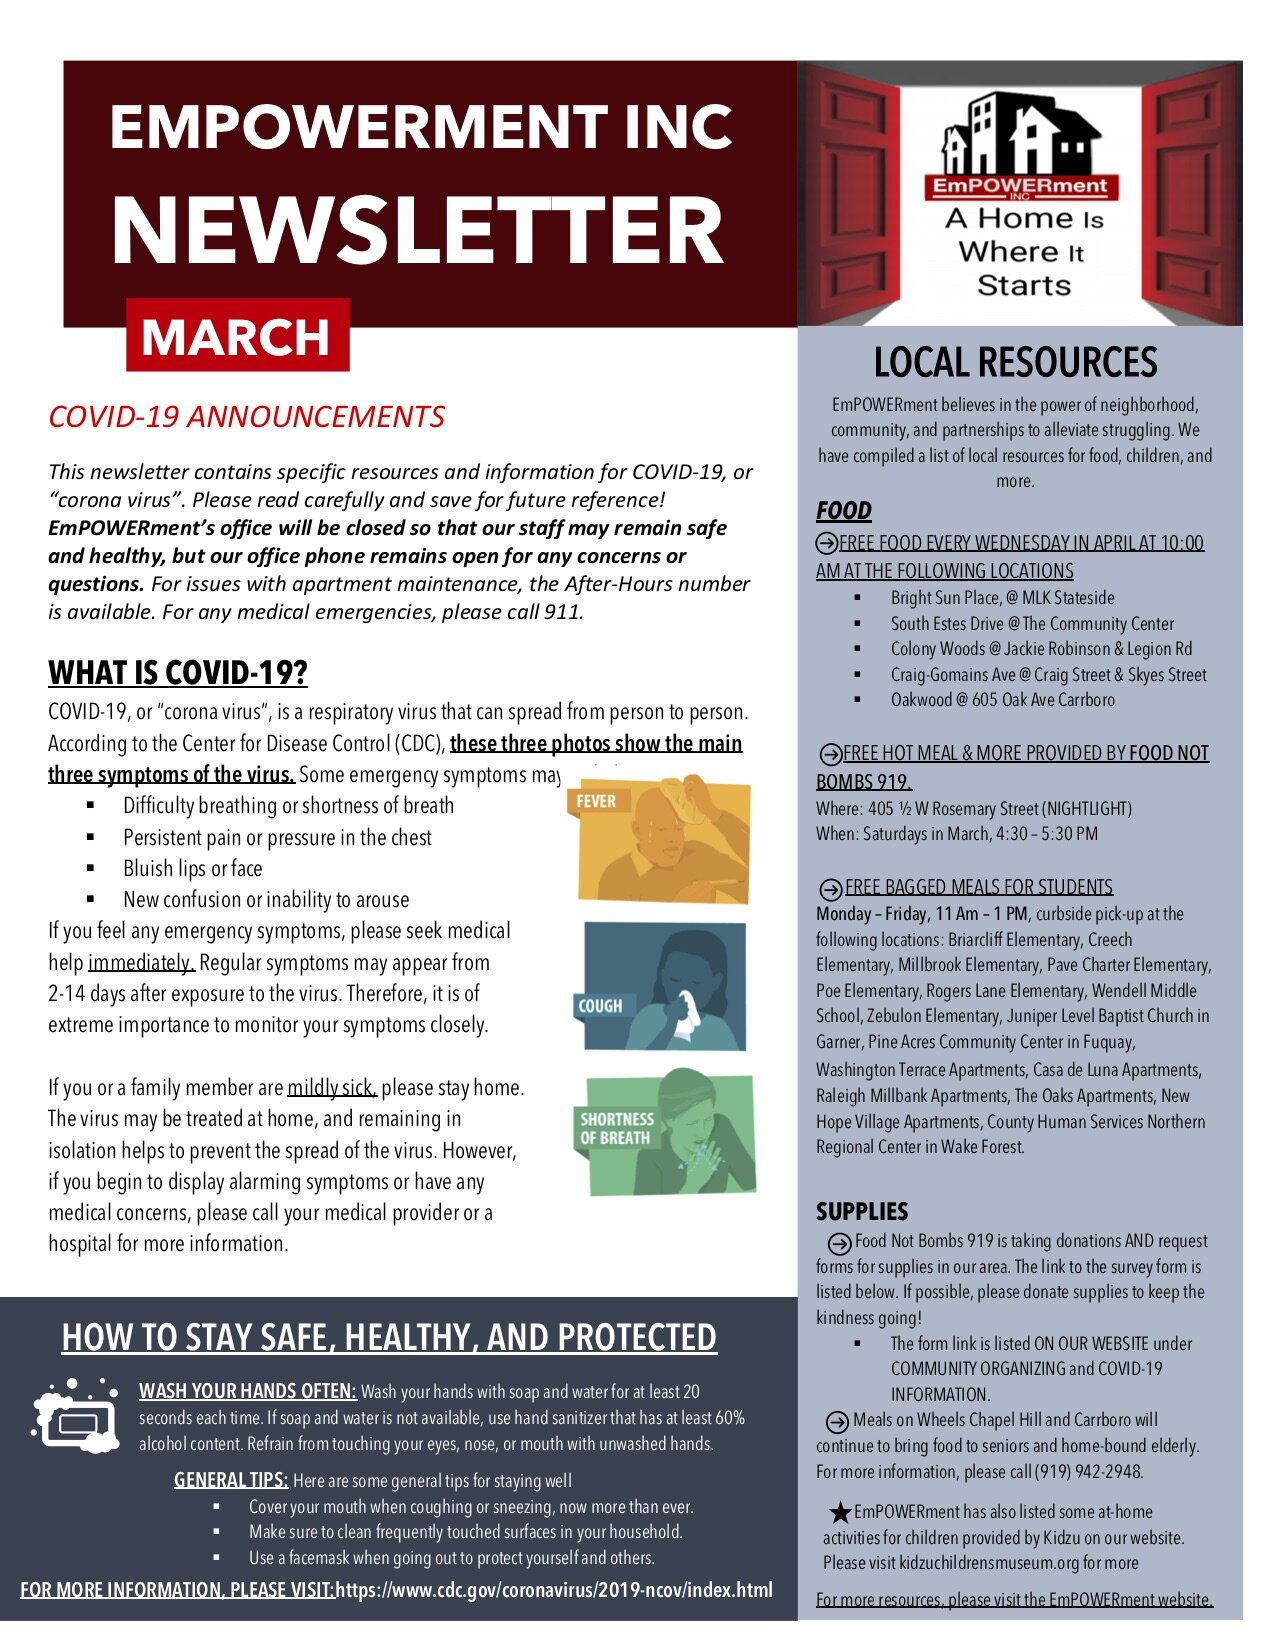 EMPOWERMENT INC
NEWSLETTER
MARCH
EmPOWERment
INC
A Home Is
Where It
Starts
COVID-19 ANNOUNCEMENTS
This newsletter contains specific resources and information for COVID-19, or
“corona virus”. Please read carefully and save for future reference!
EmPOWERment’s office will be closed so that our staff may remain safe
and healthy, but our office phone remains open for any concerns or
questions. For issues with apartment maintenance, the After-Hours number
is available. For any medical emergencies, please call 911.
WHAT IS COVID-19?
COVID-19, or “corona virus”, is a respiratory virus that can spread from person to person.
According to the Center for Disease Control (CDC), these three photos show the main
three symptoms of the virus. Some emergency symptoms may
▪ Difficulty breathing or shortness of breath
▪ Persistent pain or pressure in the chest
▪ Bluish lips or face
▪ New confusion or inability to arouse
If you feel any emergency symptoms, please seek medical
help immediately. Regular symptoms may appear from
2-14 days after exposure to the virus. Therefore, it is of
extreme importance to monitor your symptoms closely.
If you or a family member are mildly sick, please stay home.
The virus may be treated at home, and remaining in
isolation helps to prevent the spread of the virus. However,
if you begin to display alarming symptoms or have any
medical concerns, please call your medical provider or a
hospital for more information.
FEVER
COUGH
SHORTNESS
OF BREATH
HOW TO STAY SAFE, HEALTHY, AND PROTECTED
WASH YOUR HANDS OFTEN: Wash your hands with soap and water for at least 20
seconds each time. If soap and water is not available, use hand sanitizer that has at least 60%
alcohol content. Refrain from touching your eyes, nose, or mouth with unwashed hands.
GENERAL TIPS: Here are some general tips for staying well
▪ Cover your mouth when coughing or sneezing, now more than ever.
▪ Make sure to clean frequently touched surfaces in your household.
▪ Use a facemask when going out to protect yourself and others.
FOR MORE INFORMATION, PLEASE VISIT:https://www.cdc.gov/coronavirus/2019-ncov/index.html
LOCAL RESOURCES
EmPOWERment believes in the power of neighborhood,
community, and partnerships to alleviate struggling. We
have compiled a list of local resources for food, children, and
more.
FOOD
FREE FOOD EVERY WEDNESDAY IN APRIL AT 10:00
AM AT THE FOLLOWING LOCATIONS
▪ Bright Sun Place, @ MLK Stateside
▪ South Estes Drive @ The Community Center
▪ Colony Woods @ Jackie Robinson & Legion Rd
▪ Craig-Gomains Ave @ Craig Street & Skyes Street
▪ Oakwood @ 605 Oak Ave Carrboro
FREE HOT MEAL & MORE PROVIDED BY FOOD NOT
BOMBS 919.
Where: 405 ½ W Rosemary Street (NIGHTLIGHT)
When: Saturdays in March, 4:30 – 5:30 PM
FREE BAGGED MEALS FOR STUDENTS
Monday – Friday, 11 Am – 1 PM, curbside pick-up at the
following locations: Briarcliff Elementary, Creech
Elementary, Millbrook Elementary, Pave Charter Elementary,
Poe Elementary, Rogers Lane Elementary, Wendell Middle
School, Zebulon Elementary, Juniper Level Baptist Church in
Garner, Pine Acres Community Center in Fuquay,
Washington Terrace Apartments, Casa de Luna Apartments,
Raleigh Millbank Apartments, The Oaks Apartments, New
Hope Village Apartments, County Human Services Northern
Regional Center in Wake Forest.
SUPPLIES
Food Not Bombs 919 is taking donations AND request
forms for supplies in our area. The link to the survey form is
listed below. If possible, please donate supplies to keep the
kindness going!
▪ The form link is listed ON OUR WEBSITE under
COMMUNITY ORGANIZING and COVID-19
INFORMATION.
Meals on Wheels Chapel Hill and Carrboro will
continue to bring food to seniors and home-bound elderly.
For more information, please call (919) 942-2948.
EmPOWERment has also listed some at-home
activities for children provided by Kidzu on our website.
Please visit kidzuchildrensmuseum.org for more
For more resources, please visit the EmPOWERment website.